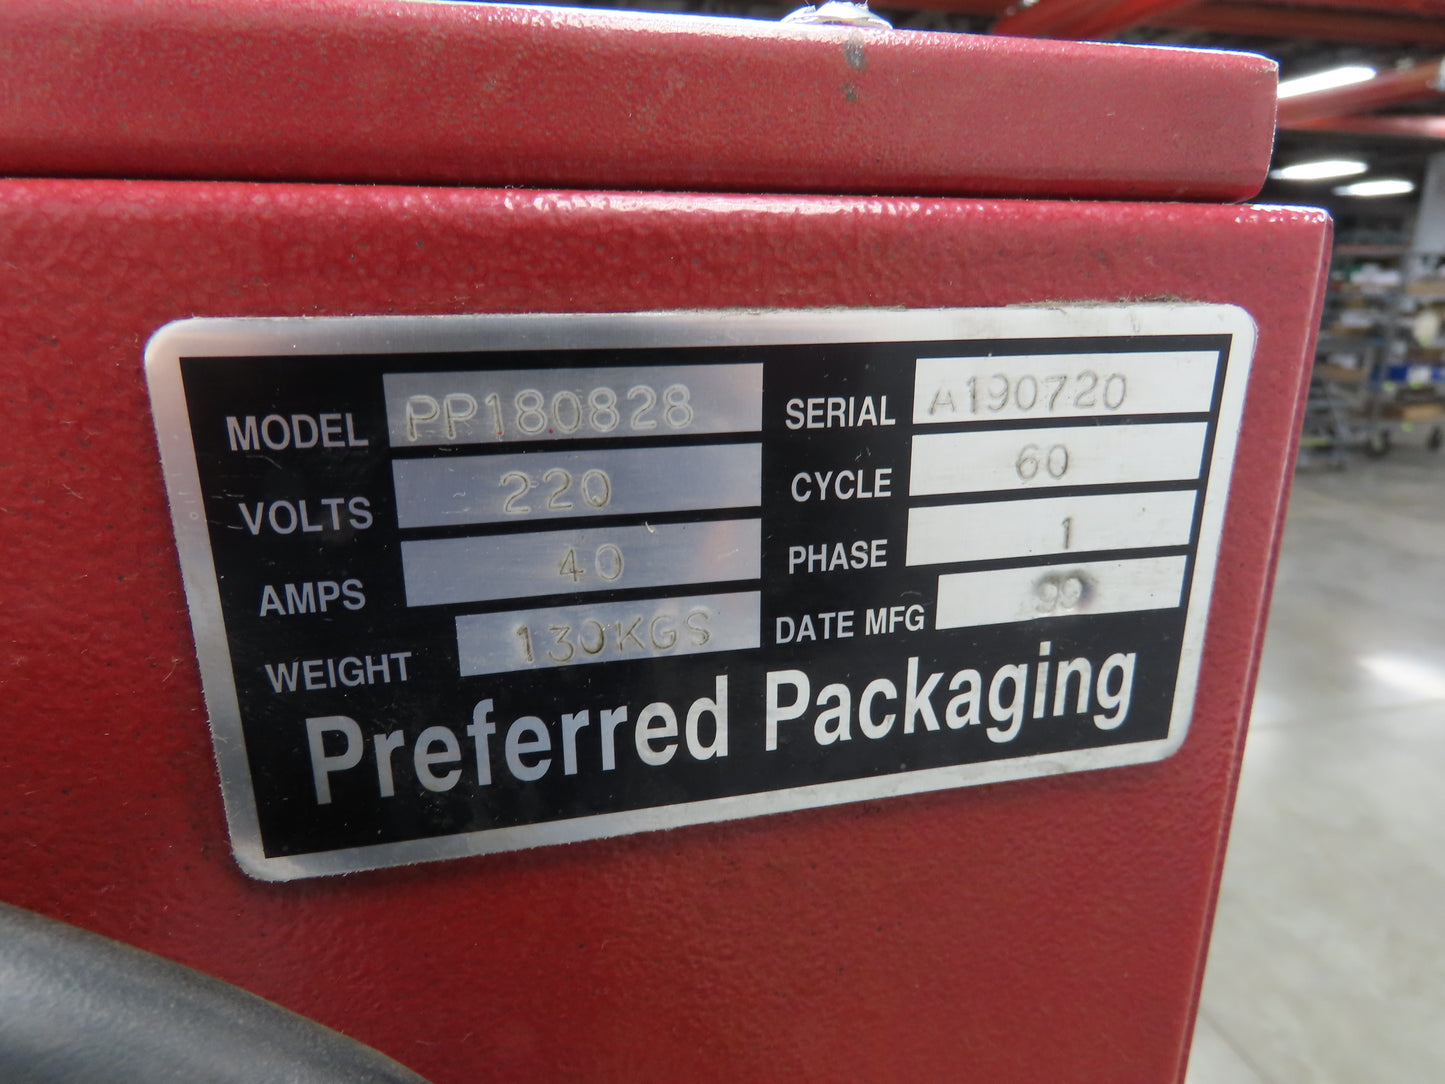 MODEL PP180828 SERIAL A190720
VOLTS 220 CYCLE 60
AMPS 40 PHASE 1
WEIGHT 130KGS DATE MFG 99
Preferred Packaging